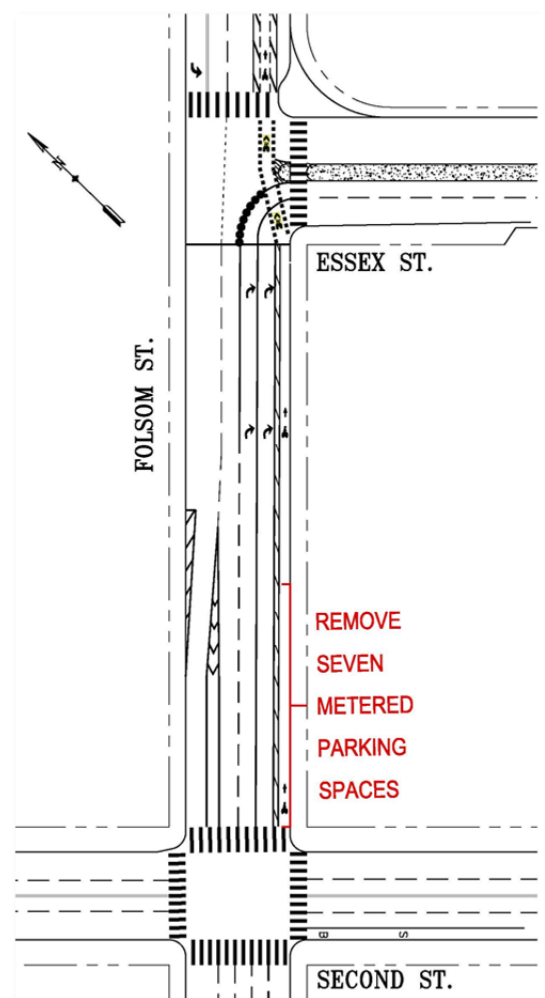 N
ESSEX ST.
FOLSOM ST.
REMOVE
SEVEN
METERED
PARKING
SPACES
B S
SECOND ST.